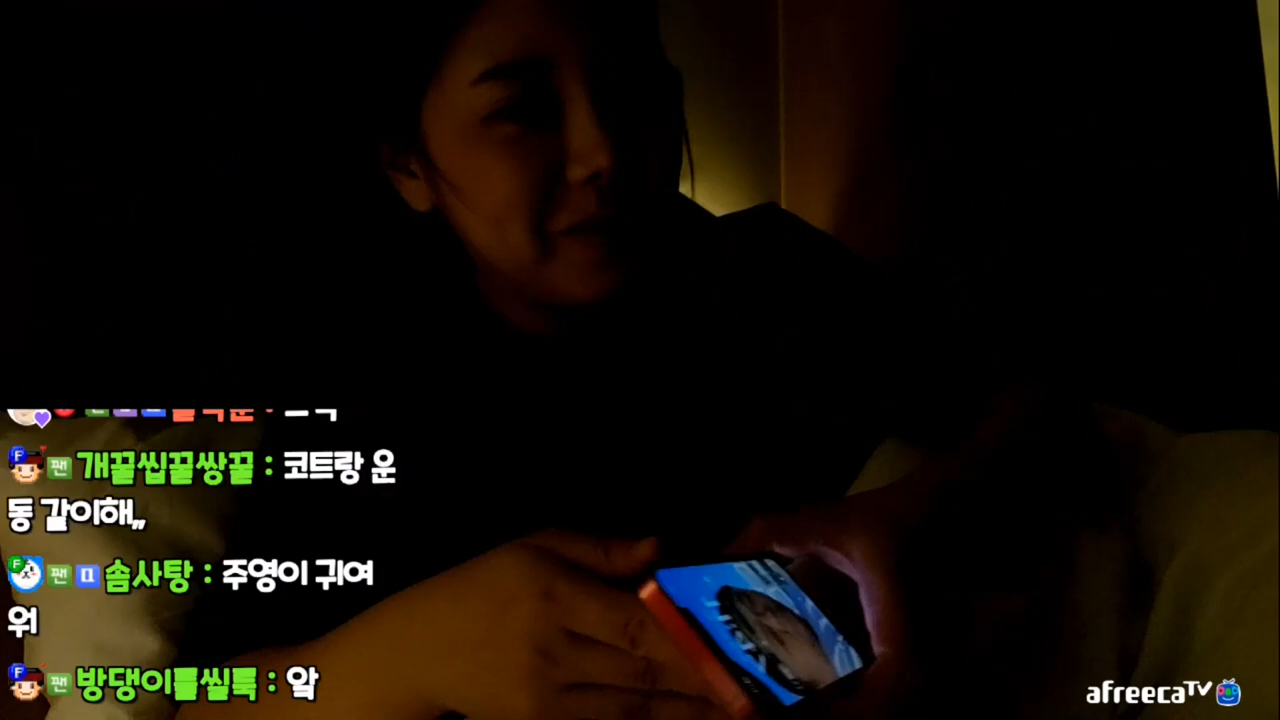 개꿀씹꿀쌍꿀 : 코트랑 운
동 같이해,,
솜사탕 : 주영이 귀여
워
방댕이를씰룩 : 앜
afreecaTV